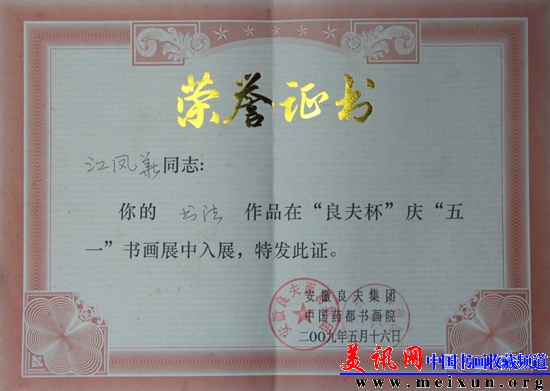 荣誉证书
江凤燕同志:
你的 书法 作品在“良夫杯”庆“五
一”书画展中入展，特发此证。
安徽良夫集团
中国药都书画院
二〇〇九年五月十六日
美讯网 中国书画收藏频道
www.meixun.org